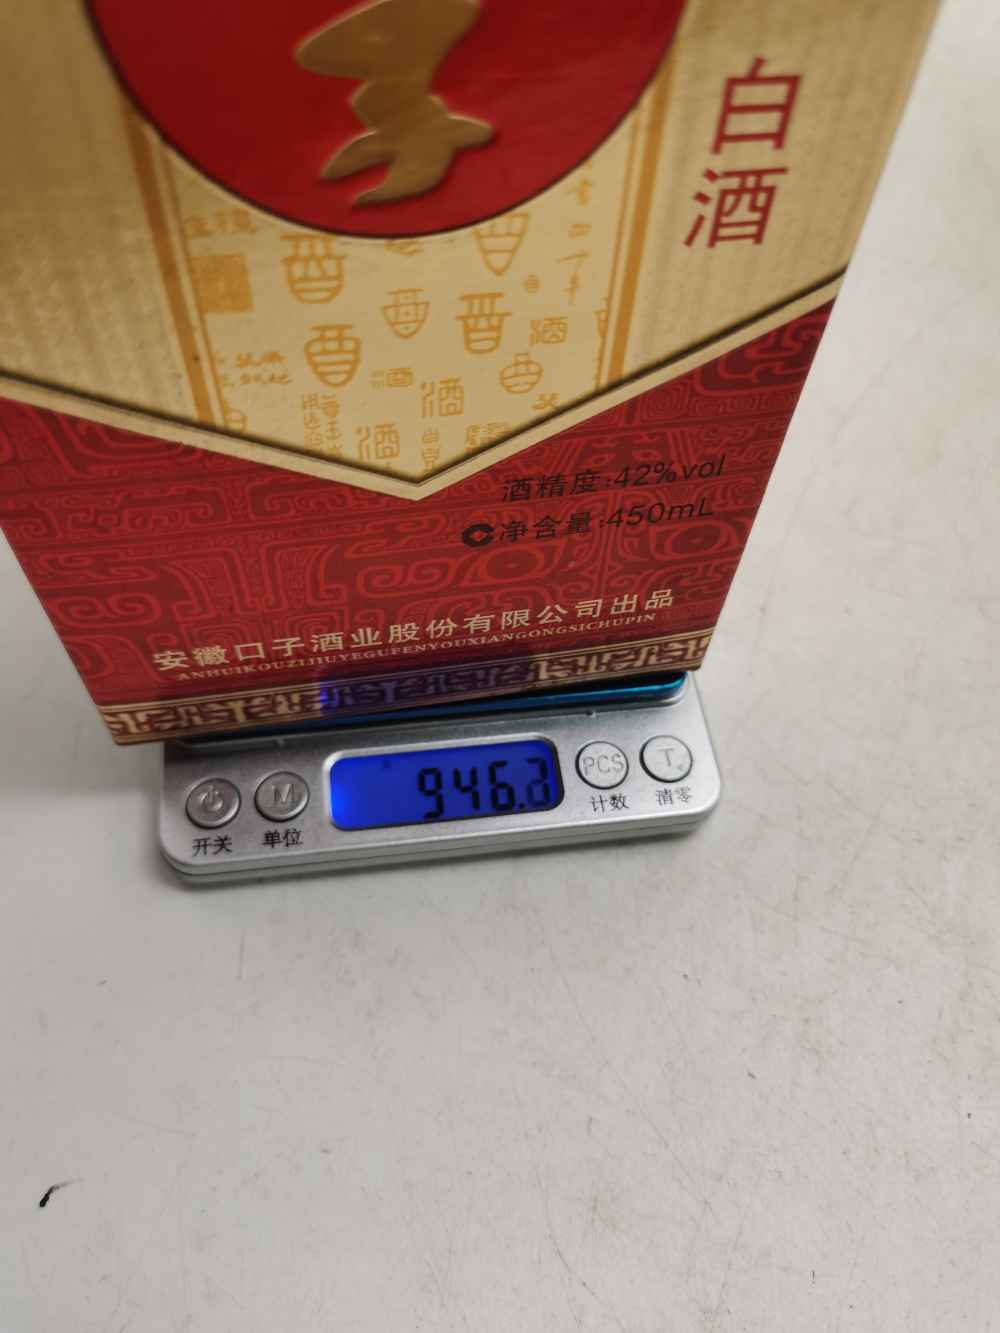 白酒
酒精度:42%vol
净含量:450mL
安徽口子酒业股份有限公司出品
ANHUIKOUZIJIUYEGUFENYOUXIANGONGSICHUPIN
946.
M
PCS
T
开关
单位
计数
清零